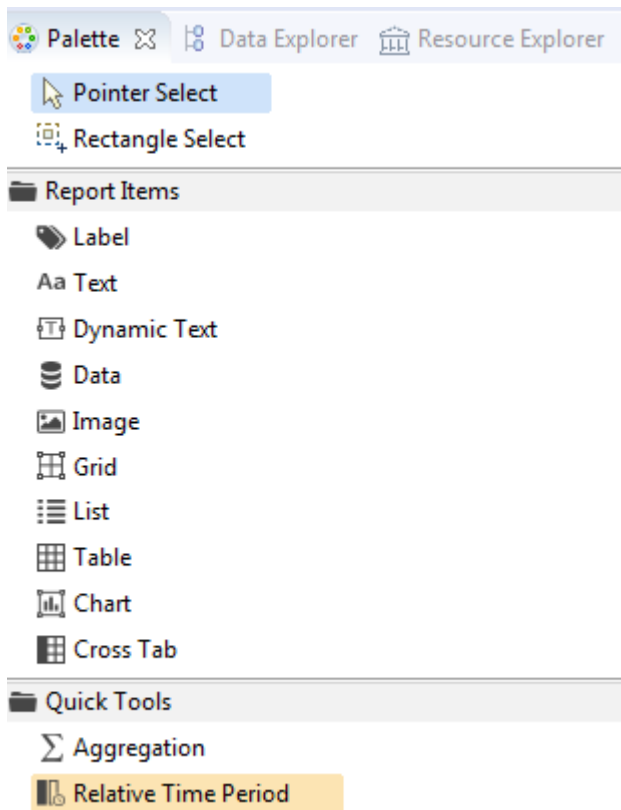 Palette Data Explorer Resource Explorer
Pointer Select
Rectangle Select
Report Items
Label
Aa Text
Dynamic Text
Data
Image
Grid
List
Table
Chart
Cross Tab
Quick Tools
Aggregation
Relative Time Period